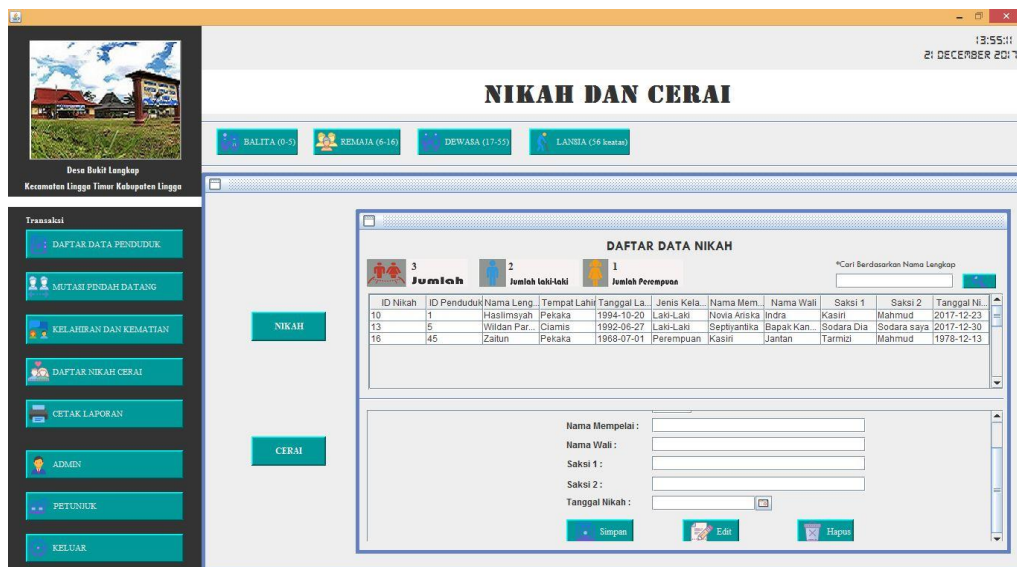 13:55:11
21 DECEMBER 2017
NIKAH DAN CERAI
BALITA (0-5)
REMAJA (6-16)
DEWASA (17-55)
LANSIA (56 keatas)
Desa Bukit Langkap
Kecamatan Lingga Timur Kabupaten Lingga
Transaksi
DAFTAR DATA PENDUDUK
MUTASI PINDAH DATANG
KELAHIRAN DAN KEMATIAN
DAFTAR NIKAH CERAI
CETAK LAPORAN
ADMIN
PETUNJUK
KELUAR
NIKAH
CERAI
DAFTAR DATA NIKAH
3
Jumlah
2
Jumlah laki-laki
1
Jumlah Perempuan
*Cari Berdasarkan Nama Lengkap
ID Nikah ID Penduduk Nama Leng... Tempat Lahir Tanggal La... Jenis Kela... Nama Mem... Nama Wali Saksi 1 Saksi 2 Tanggal Ni...
10 1 Haslimsyah Pekaka 1994-10-20 Laki-Laki Novia Ariska Indra Kasiri Mahmud 2017-12-23
13 5 Wildan Par... Ciamis 1992-06-27 Laki-Laki Septiyantika Bapak Kan... Sodara Dia Sodara saya 2017-12-30
16 45 Zaitun Pekaka 1968-07-01 Perempuan Kasiri Jantan Tarmizi Mahmud 1978-12-13
Nama Mempelai :
Nama Wali :
Saksi 1 :
Saksi 2 :
Tanggal Nikah :
Simpan
Edit
Hapus